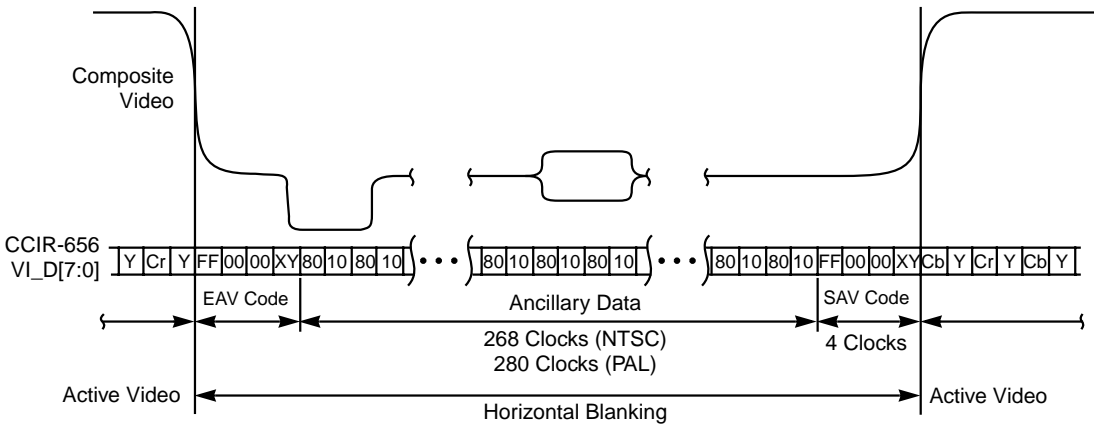 Composite
Video
CCIR-656
VI_D[7:0]
Y Cr Y FF 00 00 XY 80 10 80 10 • • • 80 10 80 10 80 10 • • • 80 10 80 10 FF 00 00 XY Cb Y Cr Y Cb Y
EAV Code Ancillary Data SAV Code
268 Clocks (NTSC) 4 Clocks
280 Clocks (PAL)
Active Video Active Video
Horizontal Blanking